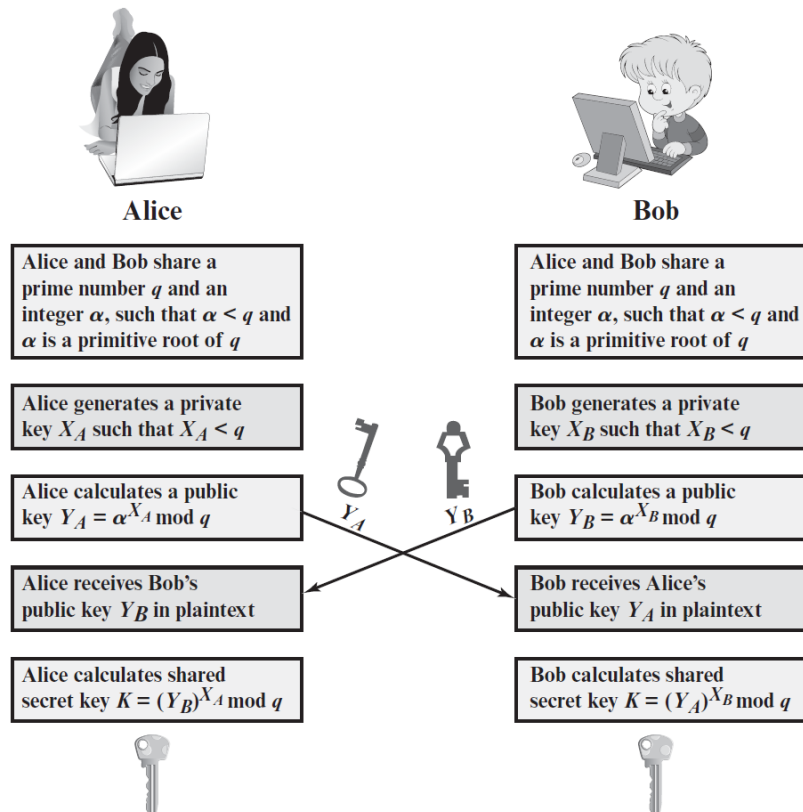 Alice
Alice and Bob share a
prime number q and an
integer α, such that α < q and
α is a primitive root of q
Alice generates a private
key X_A such that X_A < q
Alice calculates a public
key Y_A = α^{X_A} mod q
Alice receives Bob's
public key Y_B in plaintext
Alice calculates shared
secret key K = (Y_B)^{X_A} mod q
Y_A
Y_B
Bob
Alice and Bob share a
prime number q and an
integer α, such that α < q and
α is a primitive root of q
Bob generates a private
key X_B such that X_B < q
Bob calculates a public
key Y_B = α^{X_B} mod q
Bob receives Alice's
public key Y_A in plaintext
Bob calculates shared
secret key K = (Y_A)^{X_B} mod q